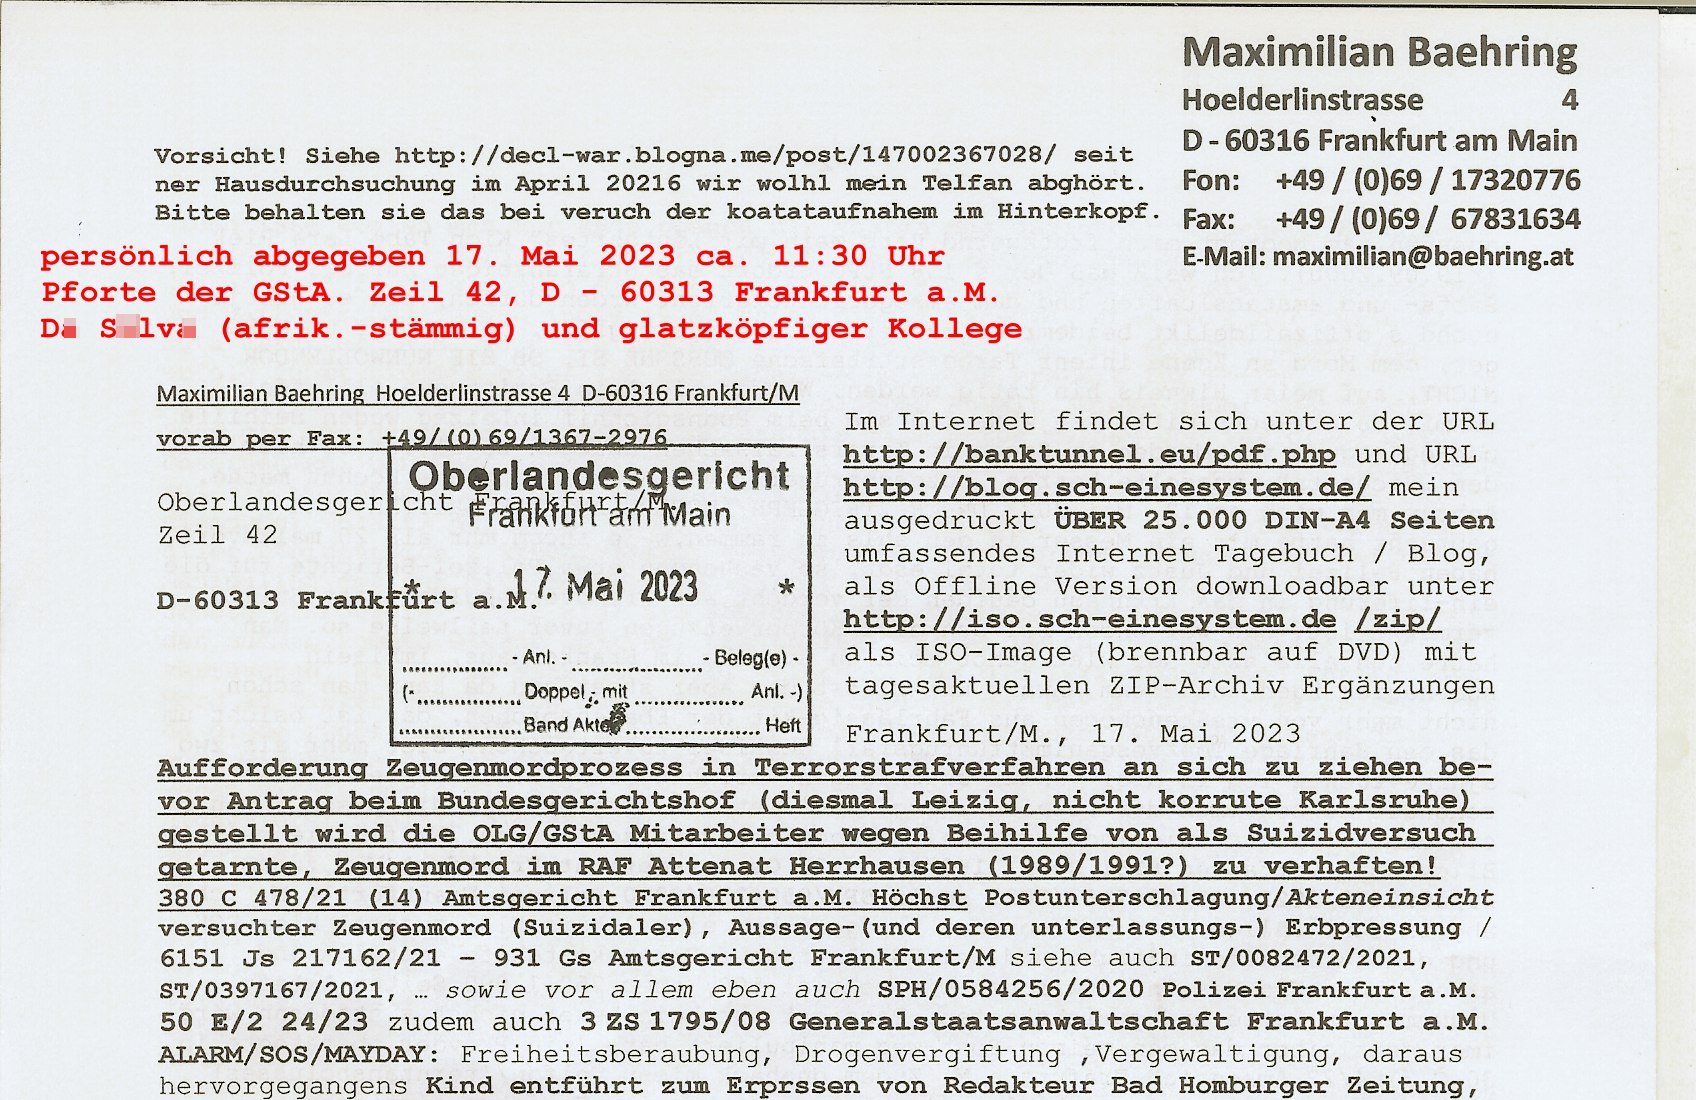 Maximilian Baehring
Hoelderlinstrasse 4
D - 60316 Frankfurt am Main
Fon: +49 / (0)69 / 17320776
Fax: +49 / (0)69 / 67831634
E-Mail: maximilian@baehring.at
Vorsicht! Siehe http://decl-war.blogna.me/post/147002367028/ seit
ner Hausdurchsuchung im April 20216 wir wolhl mein Telfan abghört.
Bitte behalten sie das bei veruch der koatataufnahem im Hinterkopf.
persönlich abgegeben 17. Mai 2023 ca. 11:30 Uhr
Pforte der GStA. Zeil 42, D - 60313 Frankfurt a.M.
(afrik.-stämmig) und glatzköpfiger Kollege
Maximilian Baehring Hoelderlinstrasse 4 D-60316 Frankfurt/M
vorab per Fax: +49/(0)69/1367-2976
Oberlandesgericht Frankfurt/M.
Zeil 42
D-60313 Frankfurt a.M.
Oberlandesgericht
Frankfurt am Main
* 17. Mai 2023 *
- Anl. - - Beleg(e) -
(- Doppel - mit Anl. -)
Band Akten Heft
Im Internet findet sich unter der URL
http://banktunnel.eu/pdf.php und URL
http://blog.sch-einesystem.de/ mein
ausgedruckt ÜBER 25.000 DIN-A4 Seiten
umfassendes Internet Tagebuch / Blog,
als Offline Version downloadbar unter
http://iso.sch-einesystem.de /zip/
als ISO-Image (brennbar auf DVD) mit
tagesaktuellen ZIP-Archiv Ergänzungen
Frankfurt/M., 17. Mai 2023
Aufforderung Zeugenmordprozess in Terrorstrafverfahren an sich zu ziehen be-
vor Antrag beim Bundesgerichtshof (diesmal Leizig, nicht korrute Karlsruhe)
gestellt wird die OLG/GStA Mitarbeiter wegen Beihilfe von als Suizidversuch
getarnte, Zeugenmord im RAF Attenat Herrhausen (1989/1991?) zu verhaften!
380 C 478/21 (14) Amtsgericht Frankfurt a.M. Höchst Postunterschlagung/Akteneinsicht
versuchter Zeugenmord (Suizidaler), Aussage-(und deren unterlassungs-) Erbpressung /
6151 Js 217162/21 - 931 Gs Amtsgericht Frankfurt/M siehe auch ST/0082472/2021,
ST/0397167/2021, … sowie vor allem eben auch SPH/0584256/2020 Polizei Frankfurt a.M.
50 E/2 24/23 zudem auch 3 ZS 1795/08 Generalstaatsanwaltschaft Frankfurt a.M.
ALARM/SOS/MAYDAY: Freiheitsberaubung, Drogenvergiftung ,Vergewaltigung, daraus
hervorgegangens Kind entführt zum Erprssen von Redakteur Bad Homburger Zeitung,